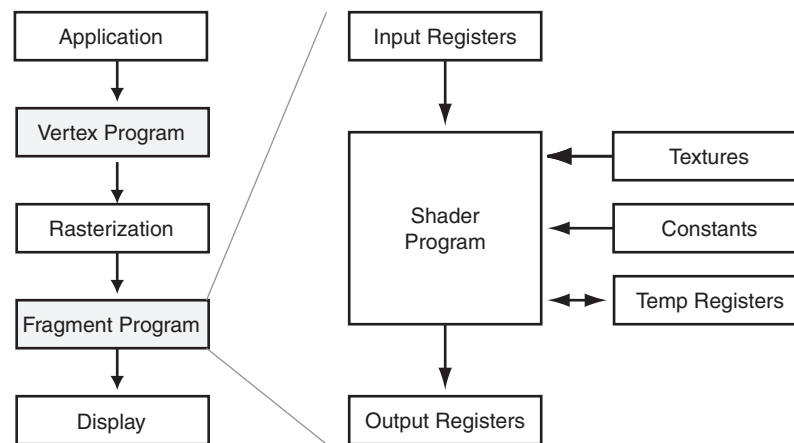 Application
Vertex Program
Rasterization
Fragment Program
Display
Input Registers
Shader
Program
Textures
Constants
Temp Registers
Output Registers